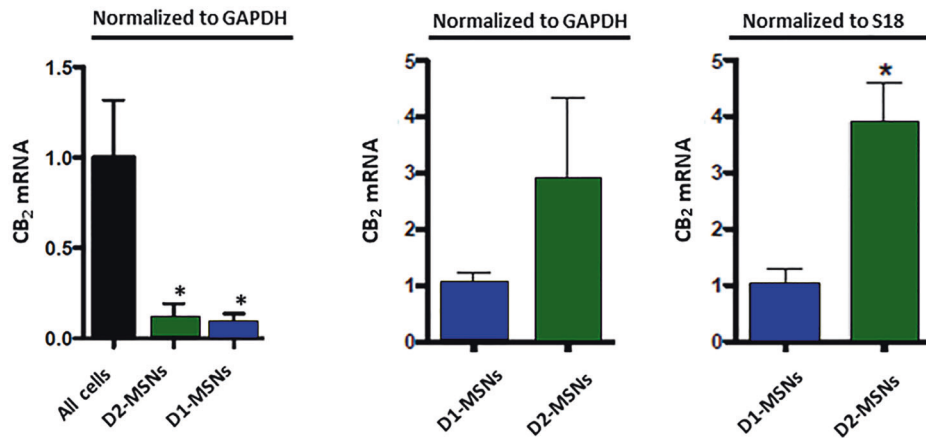 Normalized to GAPDH
CB₂ mRNA
1.5
1.0
0.5
0.0
*
*
All cells
D2-MSNs
D1-MSNs
Normalized to GAPDH
CB₂ mRNA
5
4
3
2
1
0
D1-MSNs
D2-MSNs
Normalized to S18
CB₂ mRNA
5
4
3
2
1
0
*
D1-MSNs
D2-MSNs